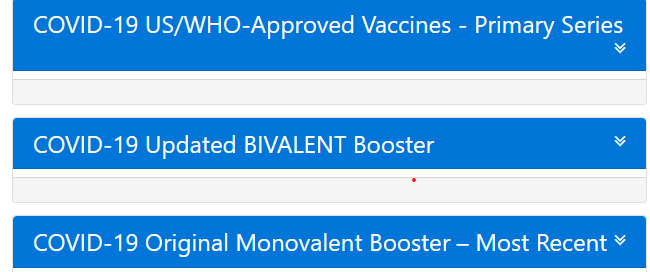 COVID-19 US/WHO-Approved Vaccines - Primary Series
COVID-19 Updated BIVALENT Booster
COVID-19 Original Monovalent Booster – Most Recent